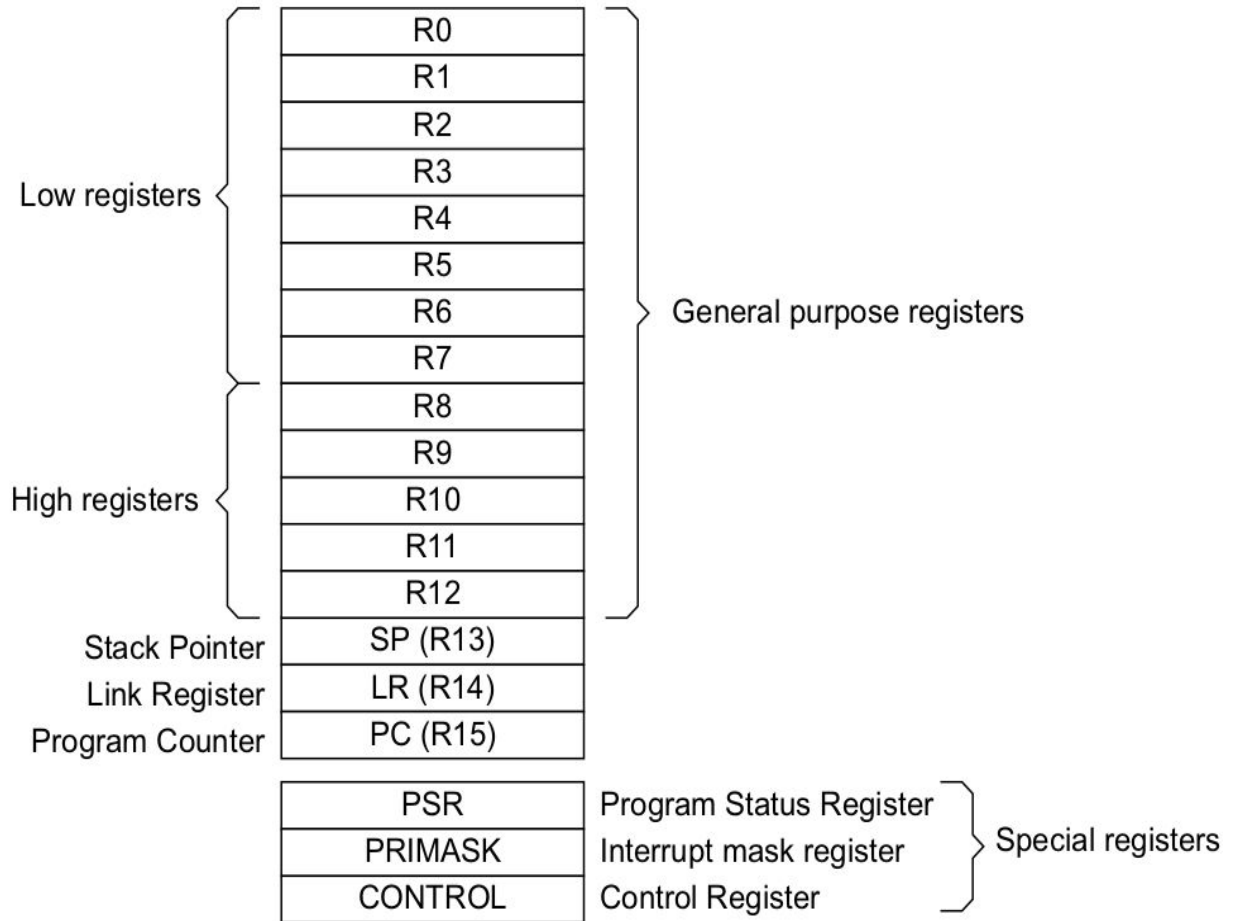 R0
R1
R2
R3
Low registers
R4
R5
R6
General purpose registers
R7
R8
R9
High registers
R10
R11
R12
Stack Pointer SP (R13)
Link Register LR (R14)
Program Counter PC (R15)
PSR Program Status Register
PRIMASK Interrupt mask register
Special registers
CONTROL Control Register